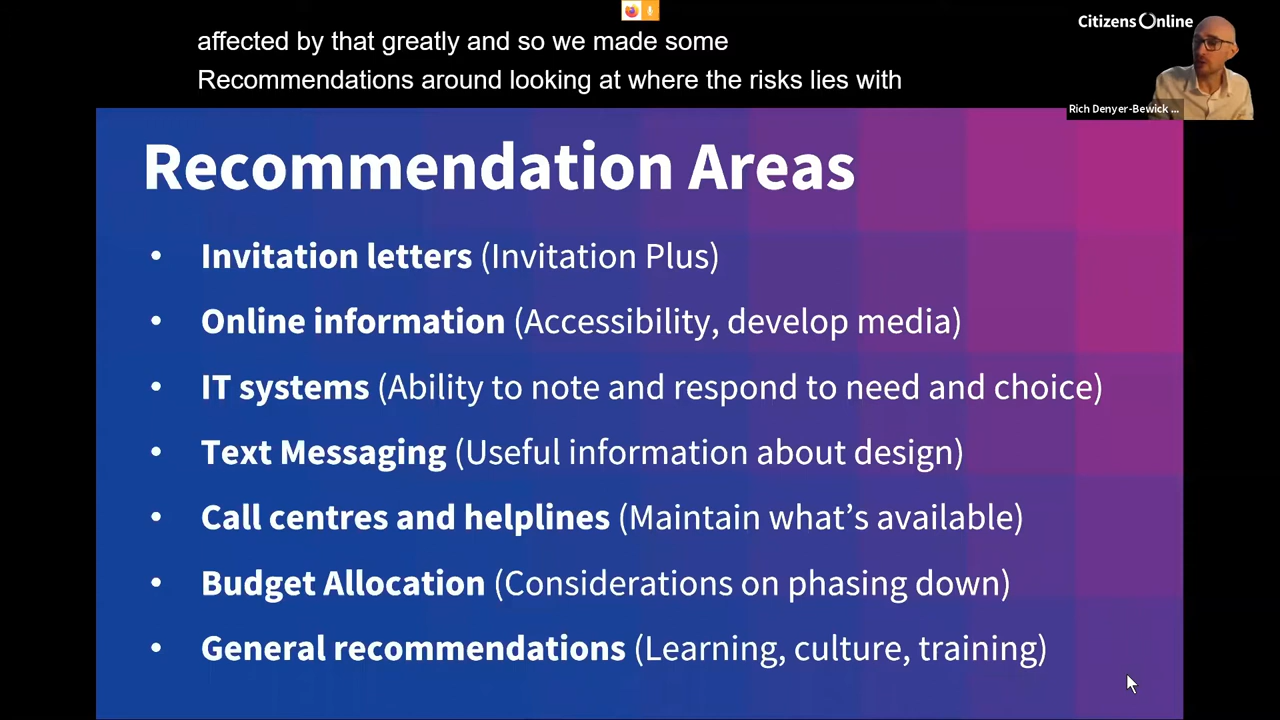 affected by that greatly and so we made some
Recommendations around looking at where the risks lies with
Citizens Online
Rich Denyer-Bewick ...
Recommendation Areas
• Invitation letters (Invitation Plus)
• Online information (Accessibility, develop media)
• IT systems (Ability to note and respond to need and choice)
• Text Messaging (Useful information about design)
• Call centres and helplines (Maintain what’s available)
• Budget Allocation (Considerations on phasing down)
• General recommendations (Learning, culture, training)